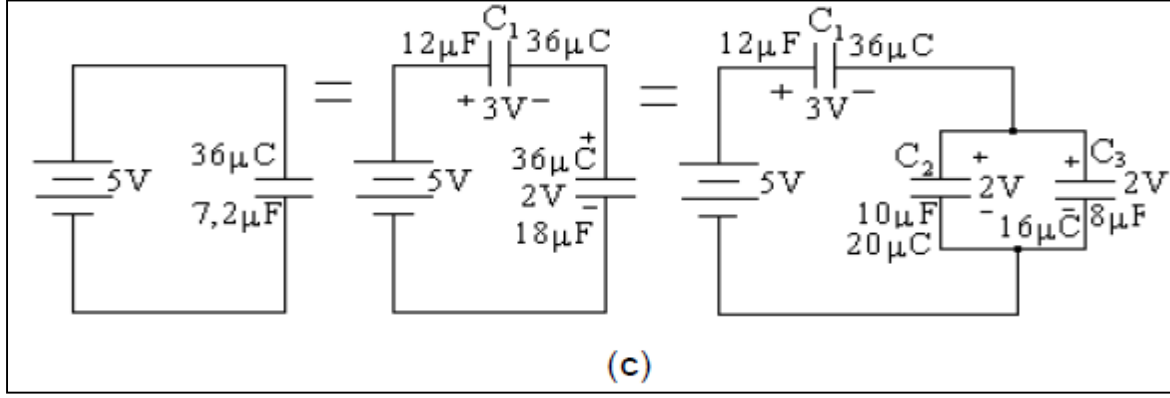 5V
36μC
7,2μF
=
C₁
12μF 36μC
+ 3V −
5V
+
36μC
2V
−
18μF
=
C₁
12μF 36μC
+ 3V −
5V
C₂ + + C₃
2V 2V
10μF − − 8μF
16μC
20μC
(c)